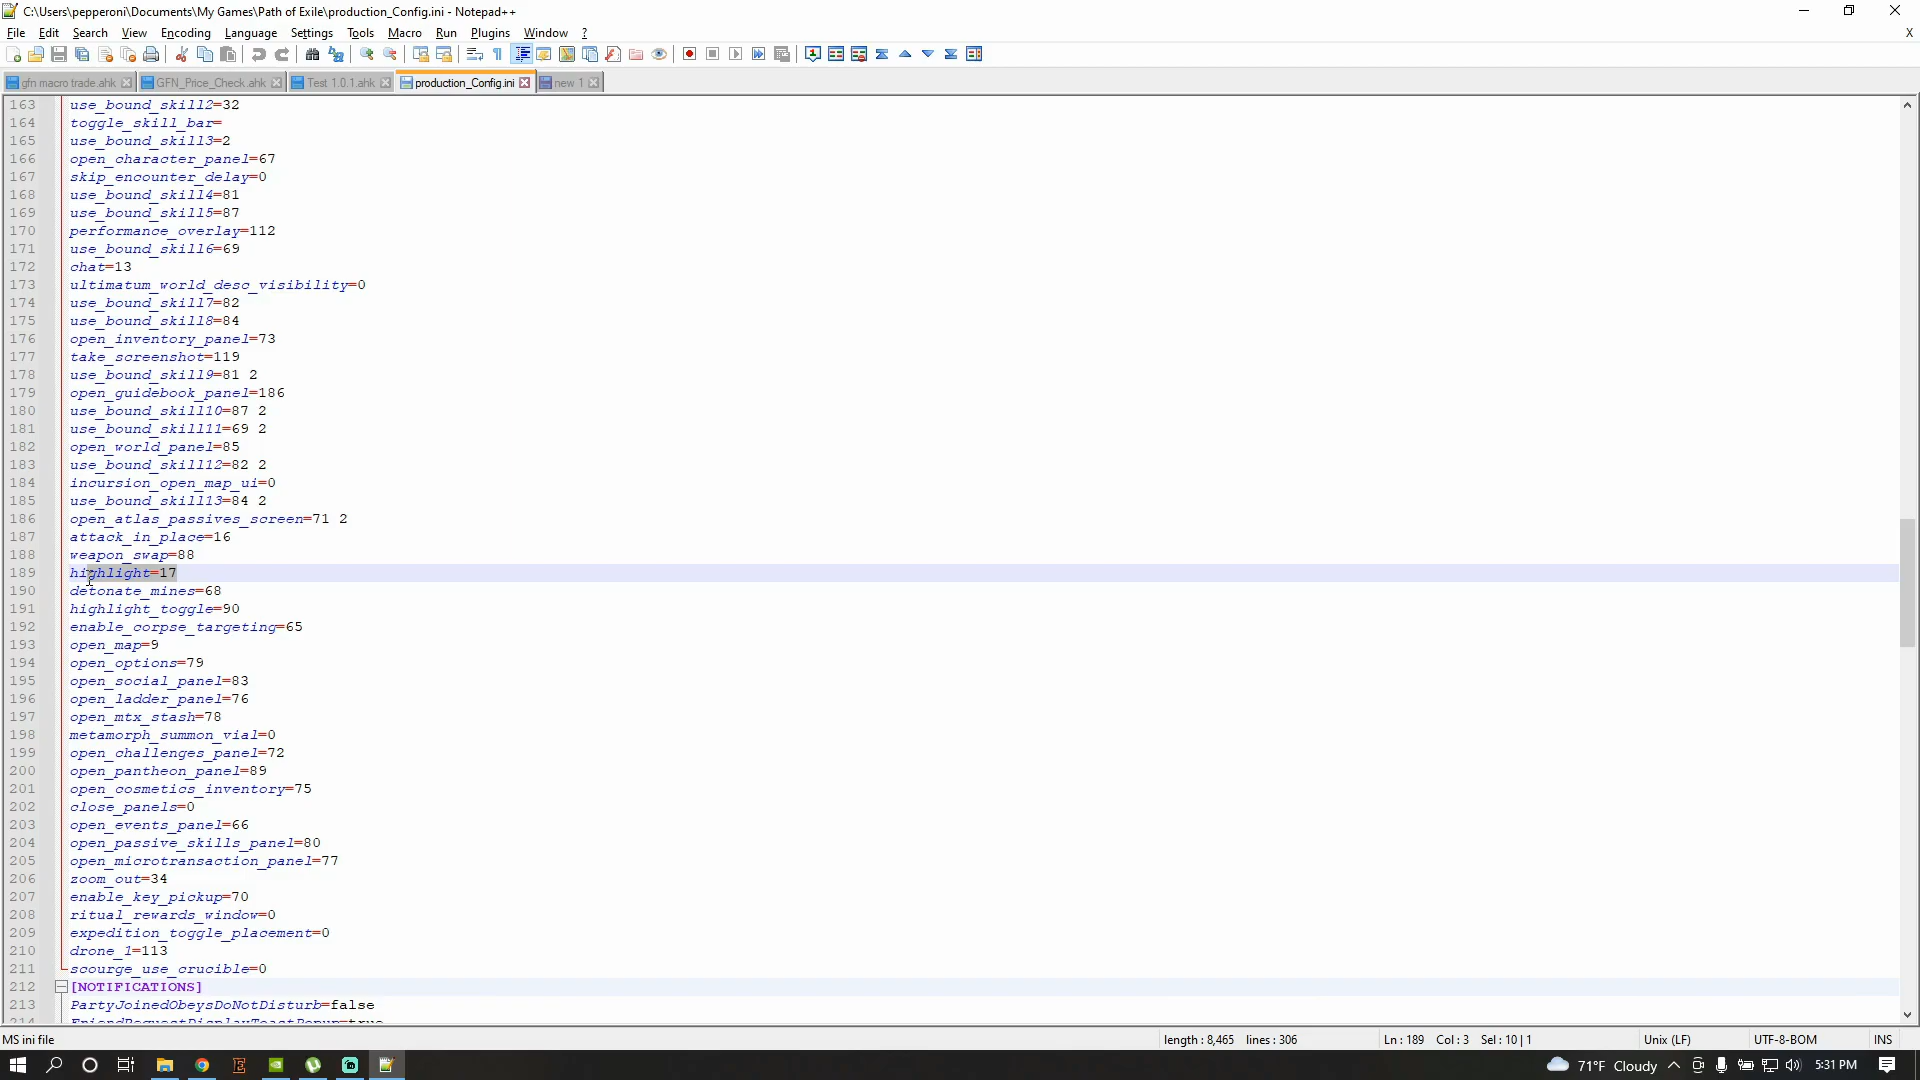 C:\Users\pepperoni\Documents\My Games\Path of Exile\production_Config.ini - Notepad++
File Edit Search View Encoding Language Settings Tools Macro Run Plugins Window ? X
gfn macro trade.ahk GFN_Price_Check.ahk Test 1.0.1.ahk production_Config.ini new 1
163 use_bound_skill2=32
164 toggle_skill_bar=
165 use_bound_skill3=2
166 open_character_panel=67
167 skip_encounter_delay=0
168 use_bound_skill4=81
169 use_bound_skill5=87
170 performance_overlay=112
171 use_bound_skill6=69
172 chat=13
173 ultimatum_world_desc_visibility=0
174 use_bound_skill7=82
175 use_bound_skill8=84
176 open_inventory_panel=73
177 take_screenshot=119
178 use_bound_skill9=81 2
179 open_guidebook_panel=186
180 use_bound_skill10=87 2
181 use_bound_skill11=69 2
182 open_world_panel=85
183 use_bound_skill12=82 2
184 incursion_open_map_ui=0
185 use_bound_skill13=84 2
186 open_atlas_passives_screen=71 2
187 attack_in_place=16
188 weapon_swap=88
189 highlight=17
190 detonate_mines=68
191 highlight_toggle=90
192 enable_corpse_targeting=65
193 open_map=9
194 open_options=79
195 open_social_panel=83
196 open_ladder_panel=76
197 open_mtx_stash=78
198 metamorph_summon_vial=0
199 open_challenges_panel=72
200 open_pantheon_panel=89
201 open_cosmetics_inventory=75
202 close_panels=0
203 open_events_panel=66
204 open_passive_skills_panel=80
205 open_microtransaction_panel=77
206 zoom_out=34
207 enable_key_pickup=70
208 ritual_rewards_window=0
209 expedition_toggle_placement=0
210 drone_1=113
211 scourge_use_crucible=0
212 [NOTIFICATIONS]
213 PartyJoinedObeysDoNotDisturb=false
214 FriendRequestDisplayToastPopup=true
MS ini file length : 8,465 lines : 306 Ln : 189 Col : 3 Sel : 10 | 1 Unix (LF) UTF-8-BOM INS
71°F Cloudy 5:31 PM